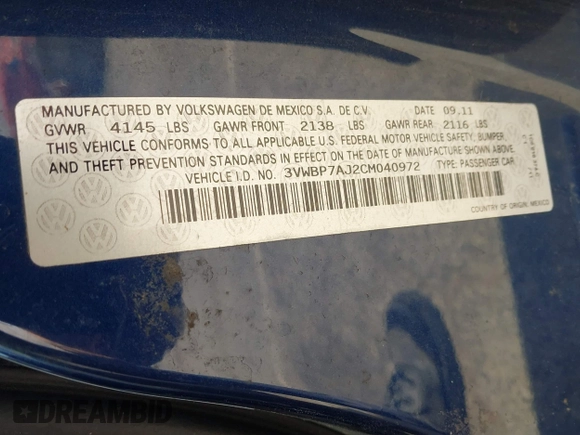 MANUFACTURED BY VOLKSWAGEN DE MEXICO S.A. DE C.V. DATE 09.11
GVWR 4145 LBS GAWR FRONT 2138 LBS GAWR REAR 2116 LBS
THIS VEHICLE CONFORMS TO ALL APPLICABLE U.S. FEDERAL MOTOR VEHICLE SAFETY, BUMPER,
AND THEFT PREVENTION STANDARDS IN EFFECT ON THE DATE OF MANUFACTURE SHOWN ABOVE.
VEHICLE I.D. NO. 3VWBP7AJ2CM040972 TYPE: PASSENGER CAR
COUNTRY OF ORIGIN: MEXICO
DREAMBID